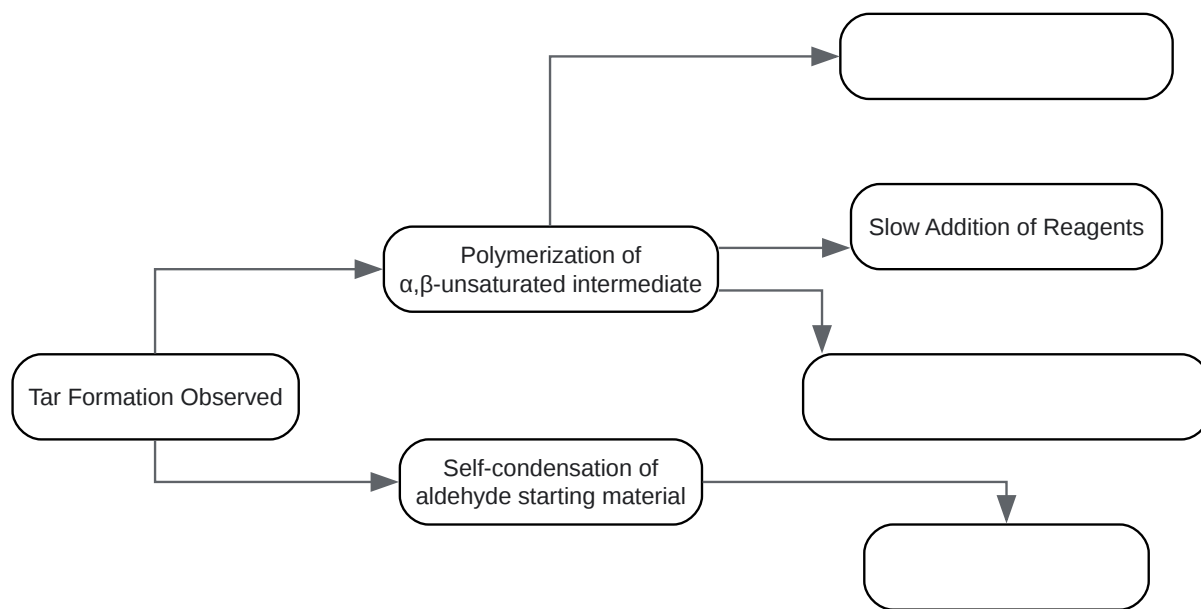 Slow Addition of Reagents
Polymerization of
α,β-unsaturated intermediate
Tar Formation Observed
Self-condensation of
aldehyde starting material